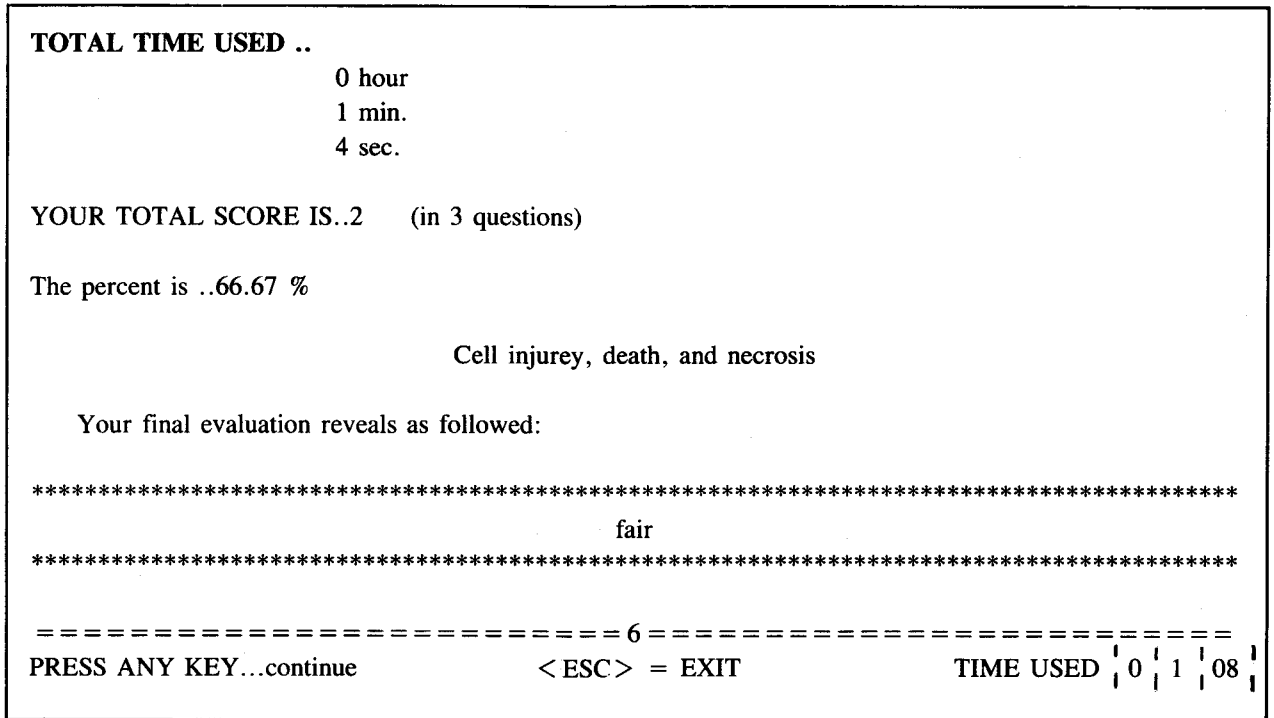 TOTAL TIME USED ..
0 hour
1 min.
4 sec.
YOUR TOTAL SCORE IS..2 (in 3 questions)
The percent is ..66.67 %
Cell injurey, death, and necrosis
Your final evaluation reveals as followed:
******************************************************************************************
fair
******************************************************************************************
=========================6=========================
PRESS ANY KEY...continue <ESC> = EXIT TIME USED ¦ 0 ¦ 1 ¦ 08 ¦